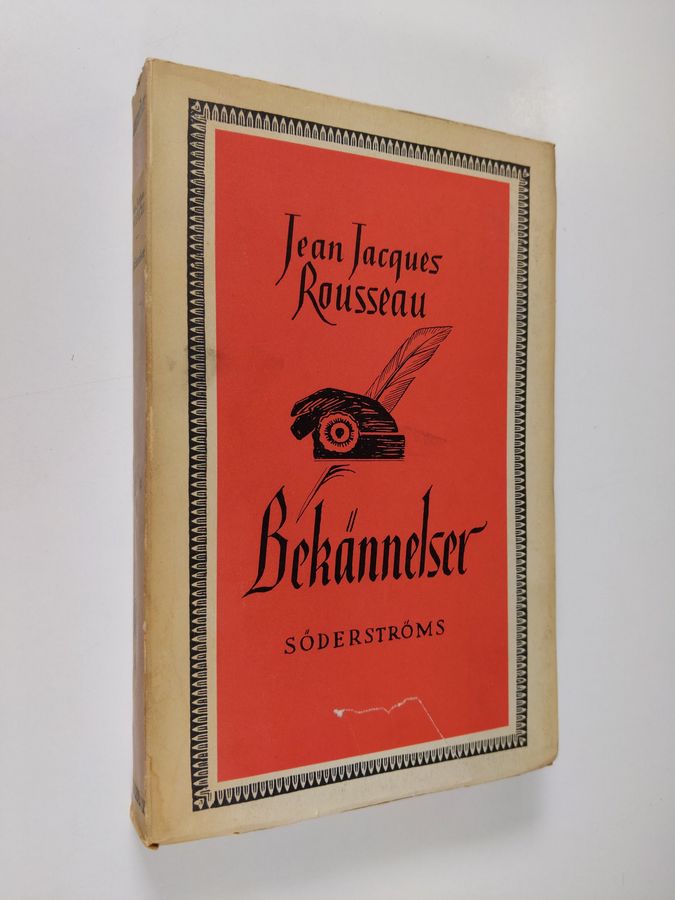 Jean Jacques
Rousseau
Bekännelser
SÖDERSTRÖMS